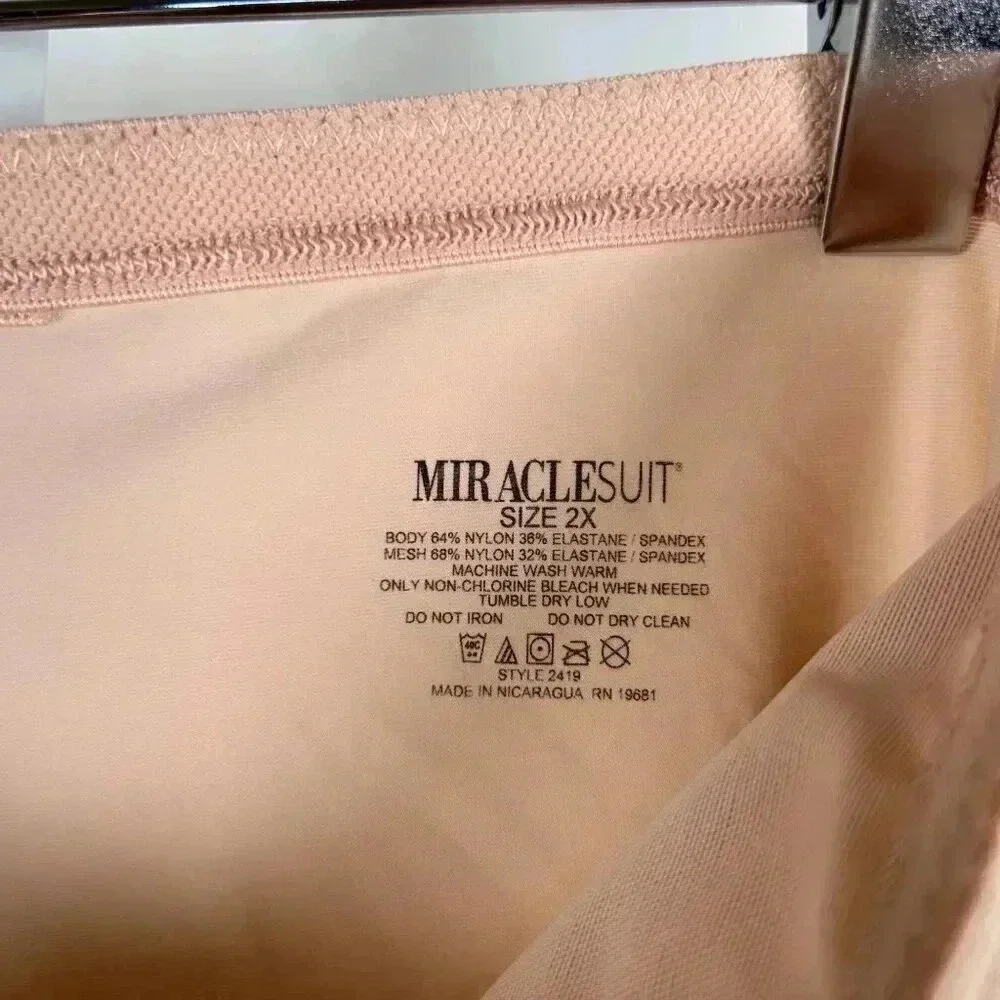 MIRACLESUIT®
SIZE 2X
BODY 64% NYLON 36% ELASTANE / SPANDEX
MESH 68% NYLON 32% ELASTANE / SPANDEX
MACHINE WASH WARM
ONLY NON-CHLORINE BLEACH WHEN NEEDED
TUMBLE DRY LOW
DO NOT IRON DO NOT DRY CLEAN
40C
STYLE 2419
MADE IN NICARAGUA RN 19681